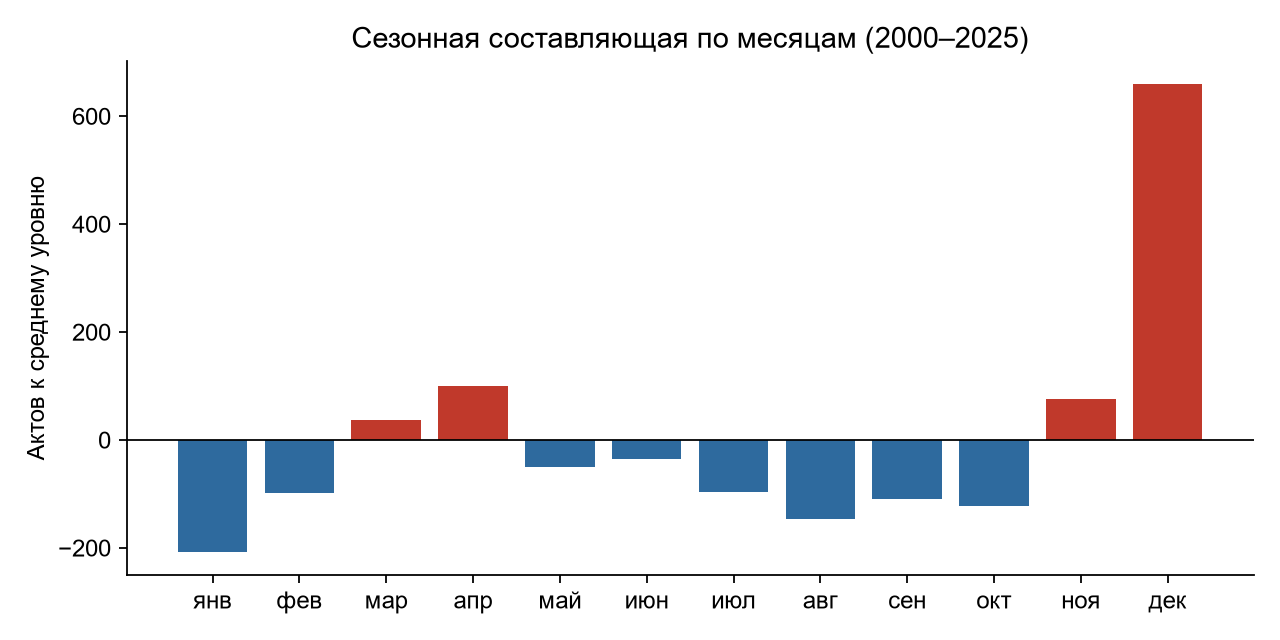 Сезонная составляющая по месяцам (2000–2025)
Актов к среднему уровню
600
400
200
0
−200
янв фев мар апр май июн июл авг сен окт ноя дек